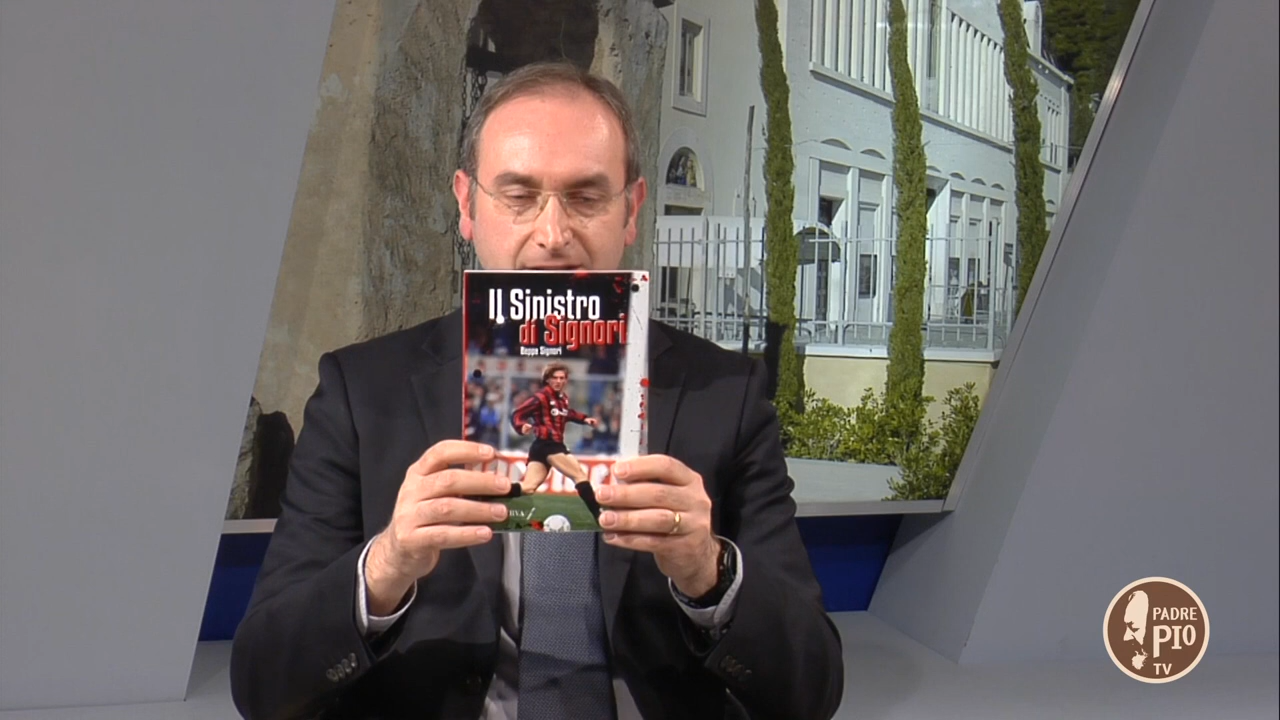 Il Sinistro
di Signori
Beppe Signori
PADRE
PIO
TV